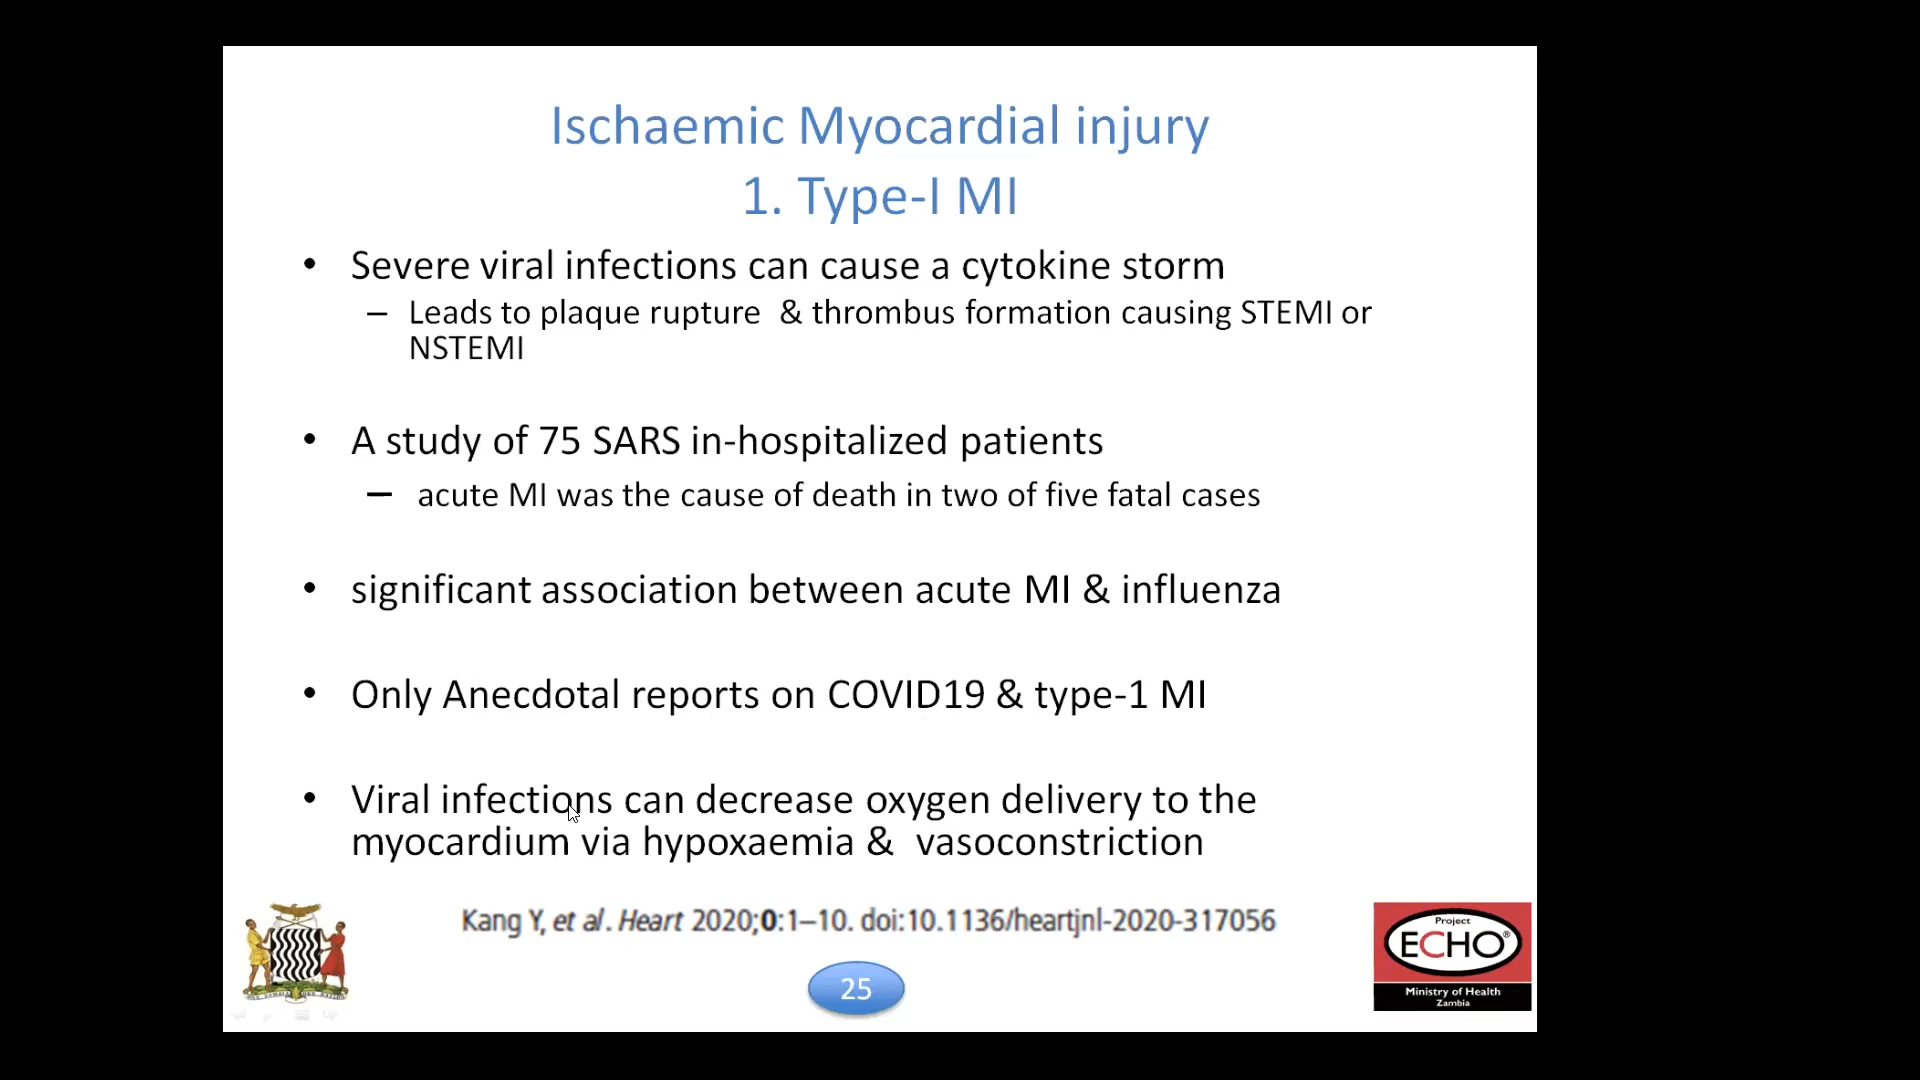 Ischaemic Myocardial injury
1. Type-I MI
• Severe viral infections can cause a cytokine storm
– Leads to plaque rupture & thrombus formation causing STEMI or
NSTEMI
• A study of 75 SARS in-hospitalized patients
– acute MI was the cause of death in two of five fatal cases
• significant association between acute MI & influenza
• Only Anecdotal reports on COVID19 & type-1 MI
• Viral infections can decrease oxygen delivery to the
myocardium via hypoxaemia & vasoconstriction
Kang Y, et al. Heart 2020;0:1–10. doi:10.1136/heartjnl-2020-317056
25
Project
ECHO®
Ministry of Health
Zambia